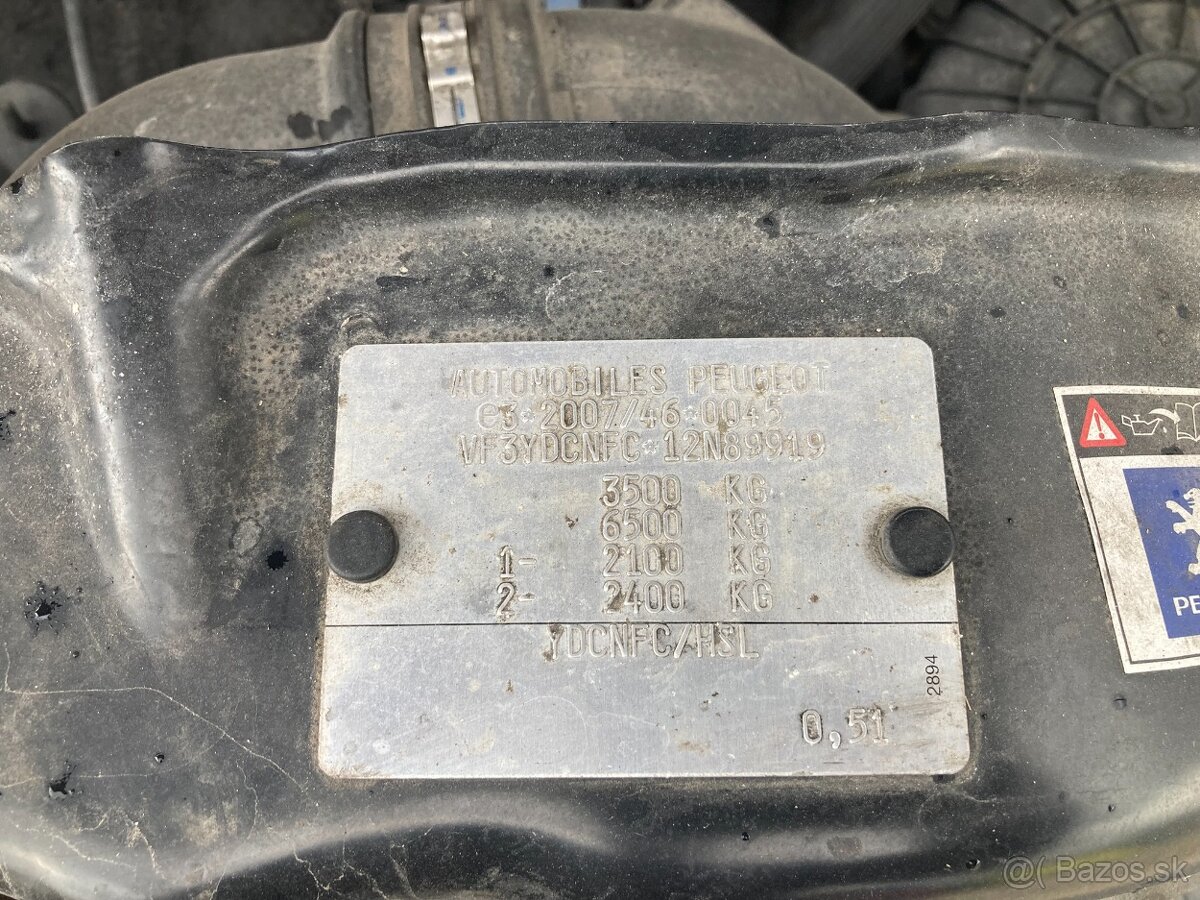 AUTOMOBILES PEUGEOT
e3*2007/46*0045
VF3YDCNFC*12N89919
3500 KG
6500 KG
1- 2100 KG
2- 2400 KG
YDCNFC/HSL
2894
0,51
PE
@( Bazos.sk